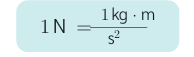 1 N = 1 kg · m
s²